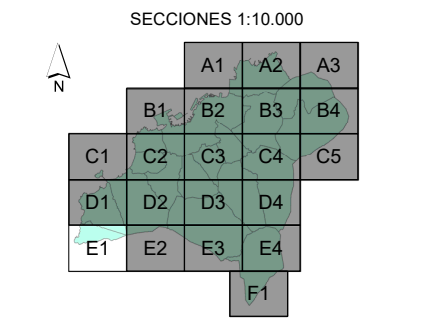 SECCIONES 1:10.000
N
A1 A2 A3
B1 B2 B3 B4
C1 C2 C3 C4 C5
D1 D2 D3 D4
E1 E2 E3 E4
F1